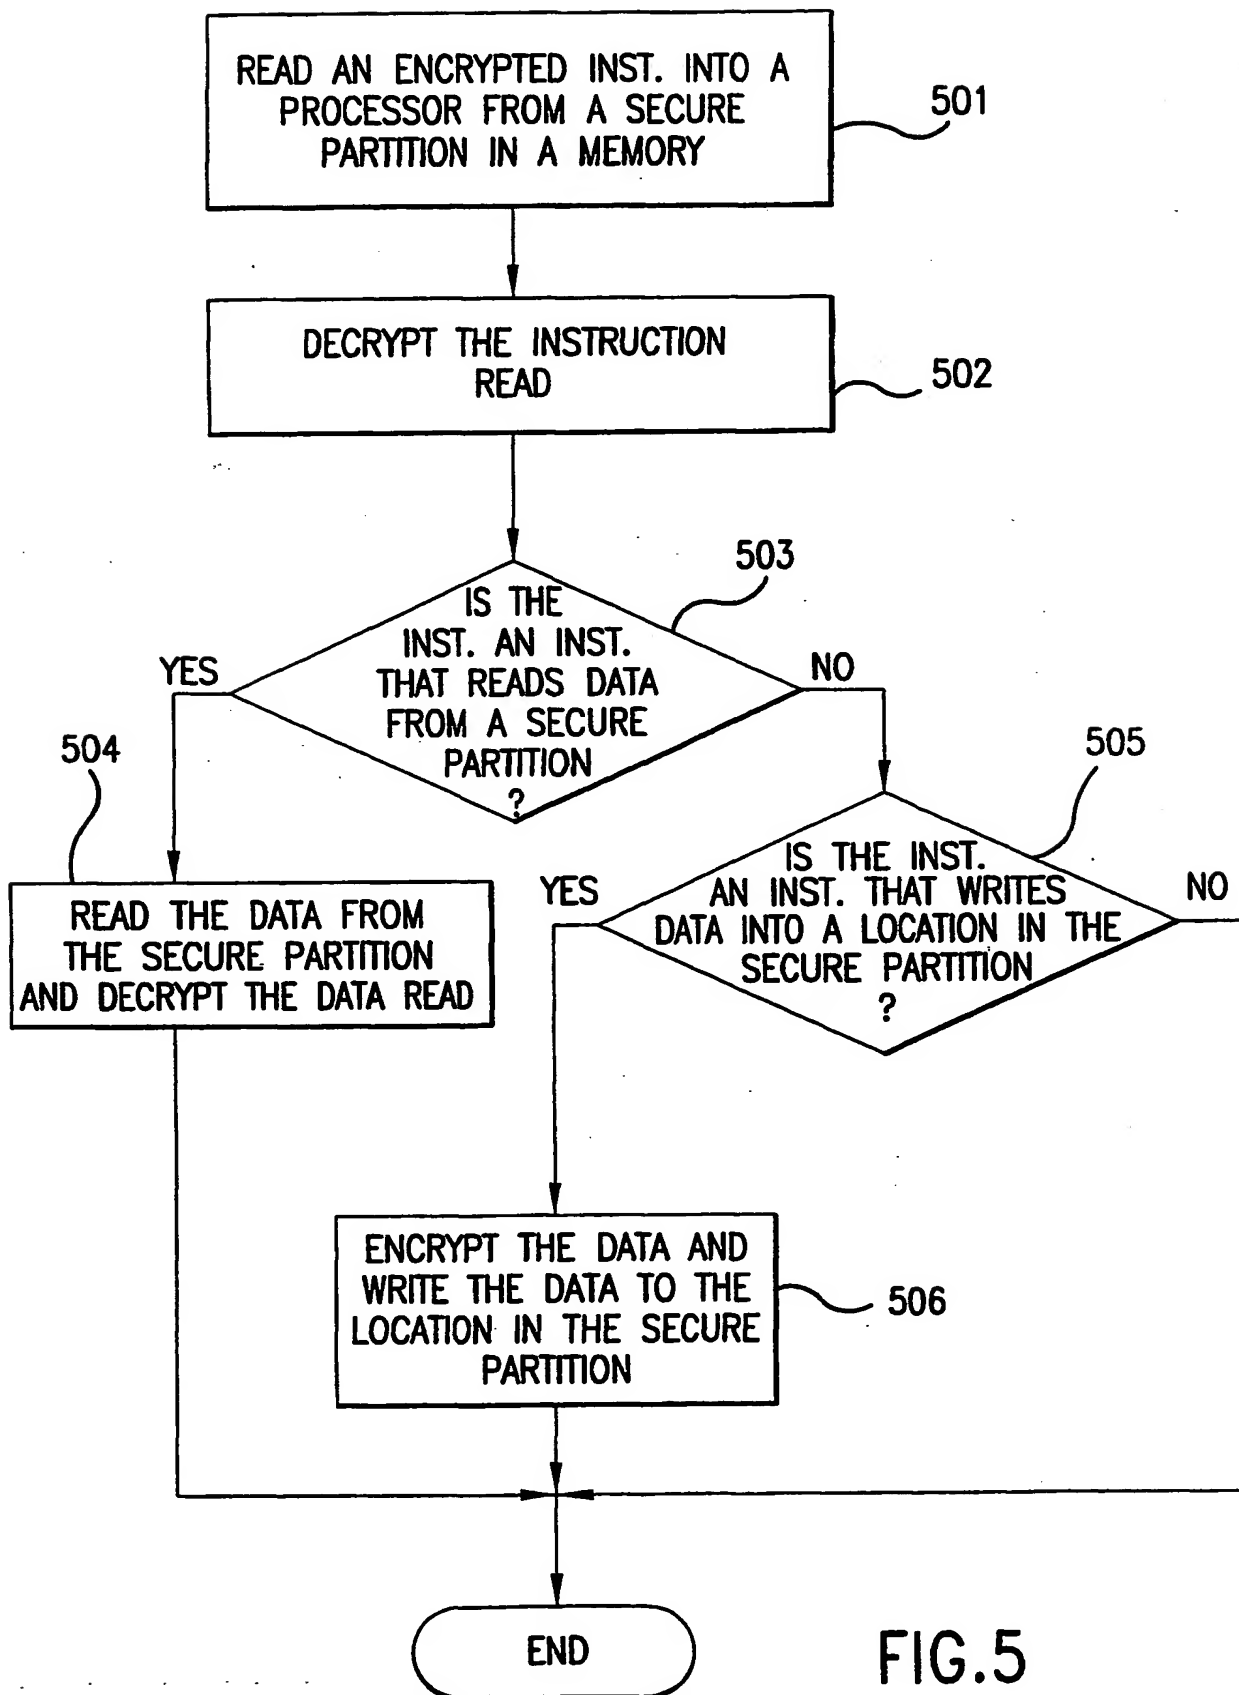 READ AN ENCRYPTED INST. INTO A
PROCESSOR FROM A SECURE
PARTITION IN A MEMORY
501
DECRYPT THE INSTRUCTION
READ
502
503
IS THE
INST. AN INST.
THAT READS DATA
FROM A SECURE
PARTITION
?
YES
NO
504
505
READ THE DATA FROM
THE SECURE PARTITION
AND DECRYPT THE DATA READ
IS THE INST.
AN INST. THAT WRITES
DATA INTO A LOCATION IN THE
SECURE PARTITION
?
YES
NO
ENCRYPT THE DATA AND
WRITE THE DATA TO THE
LOCATION IN THE SECURE
PARTITION
506
END
FIG.5